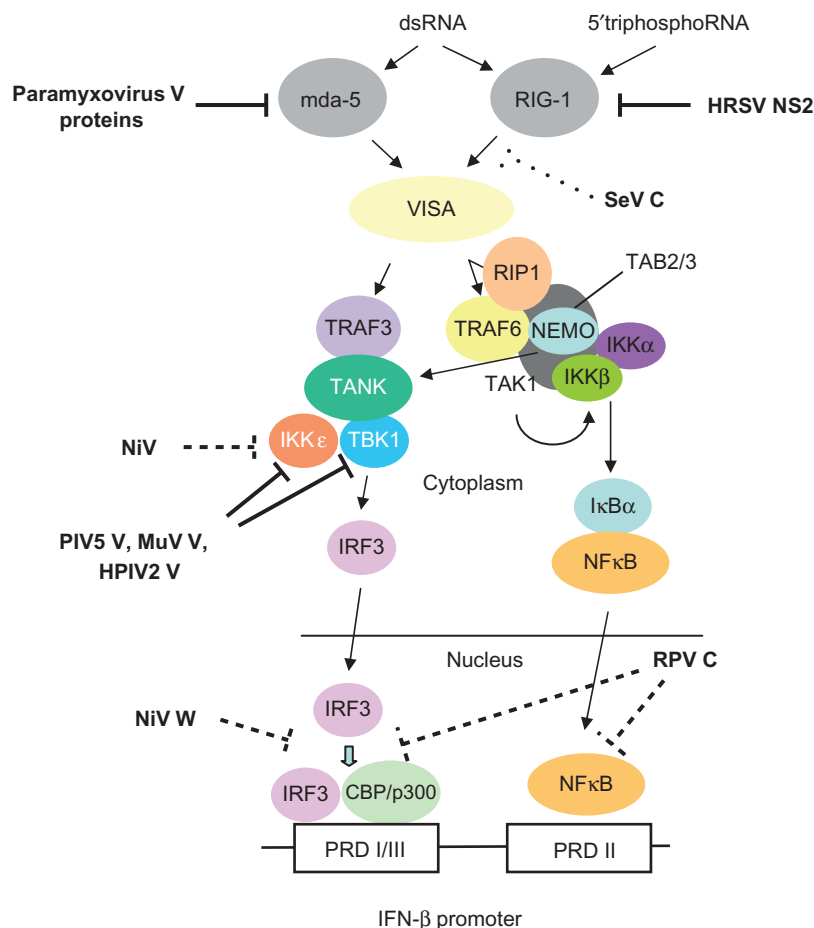 dsRNA
5′triphosphoRNA
Paramyxovirus V
proteins
mda-5
RIG-1
HRSV NS2
SeV C
VISA
RIP1
TAB2/3
TRAF3
TRAF6
NEMO
IKKα
TANK
TAK1
IKKβ
NiV
IKK ε
TBK1
Cytoplasm
IκBα
PIV5 V, MuV V,
HPIV2 V
IRF3
NFκB
Nucleus
RPV C
NiV W
IRF3
IRF3
CBP/p300
NFκB
PRD I/III
PRD II
IFN-β promoter